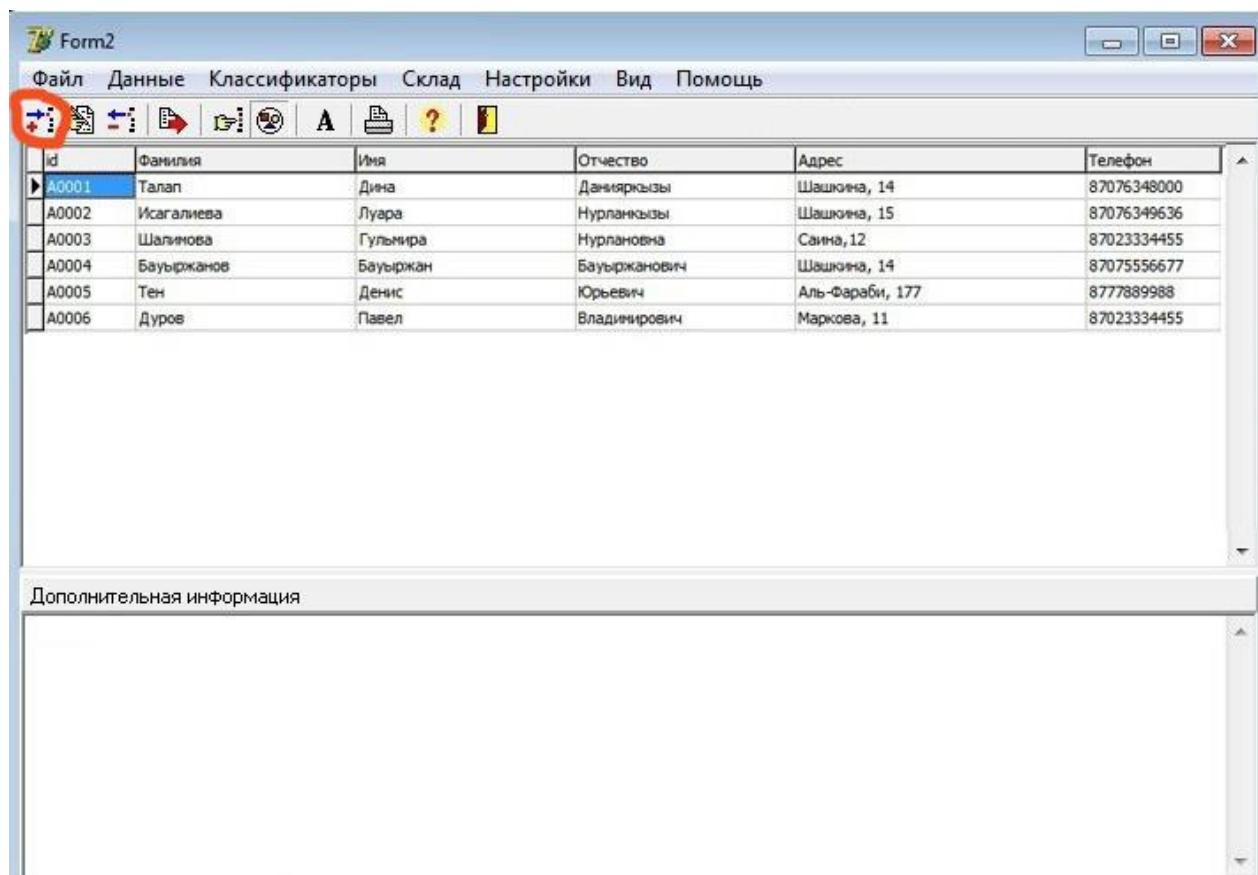 Form2
Файл Данные Классификаторы Склад Настройки Вид Помощь
A ?
id Фамилия Имя Отчество Адрес Телефон
A0001 Талап Дина Данияркызы Шашкина, 14 87076348000
A0002 Исагалиева Луара Нурланкызы Шашкина, 15 87076349636
A0003 Шалимова Гульмира Нурлановна Саина,12 87023334455
A0004 Бауыржанов Бауыржан Бауыржанович Шашкина, 14 87075556677
A0005 Тен Денис Юрьевич Аль-Фараби, 177 8777889988
A0006 Дуров Павел Владимирович Маркова, 11 87023334455
Дополнительная информация